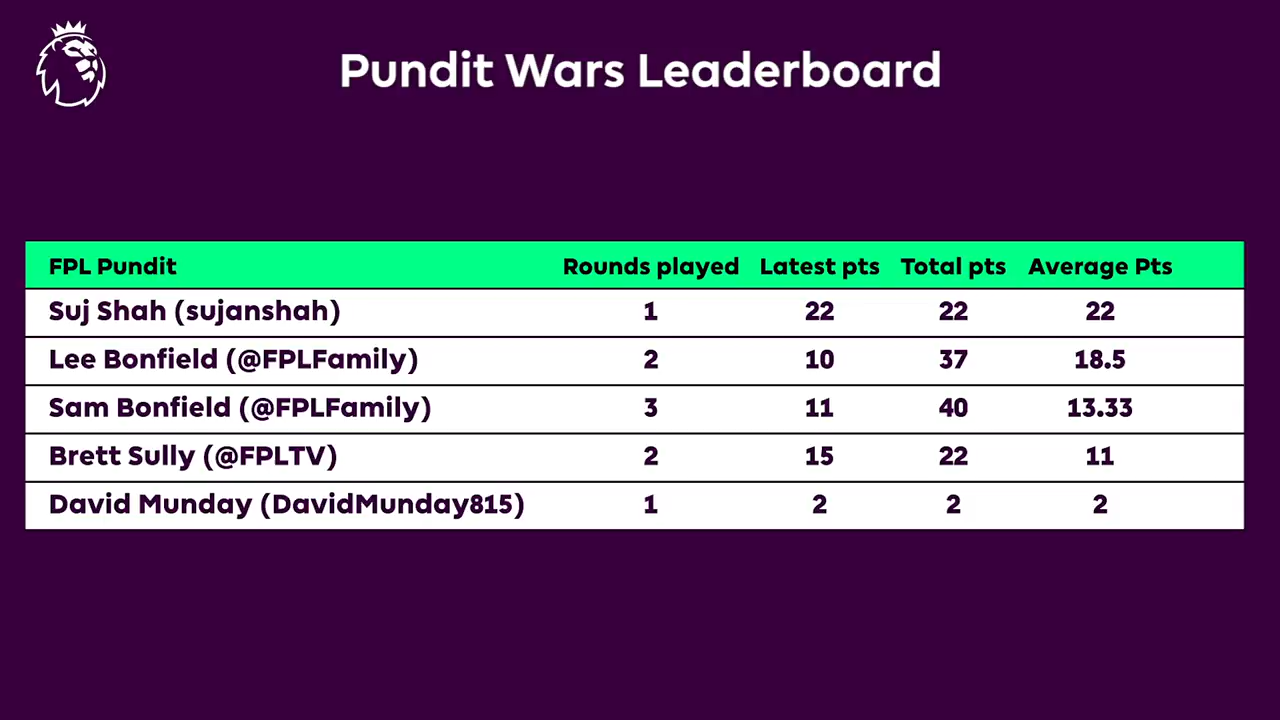 Pundit Wars Leaderboard
FPL Pundit Rounds played Latest pts Total pts Average Pts
Suj Shah (sujanshah) 1 22 22 22
Lee Bonfield (@FPLFamily) 2 10 37 18.5
Sam Bonfield (@FPLFamily) 3 11 40 13.33
Brett Sully (@FPLTV) 2 15 22 11
David Munday (DavidMunday815) 1 2 2 2